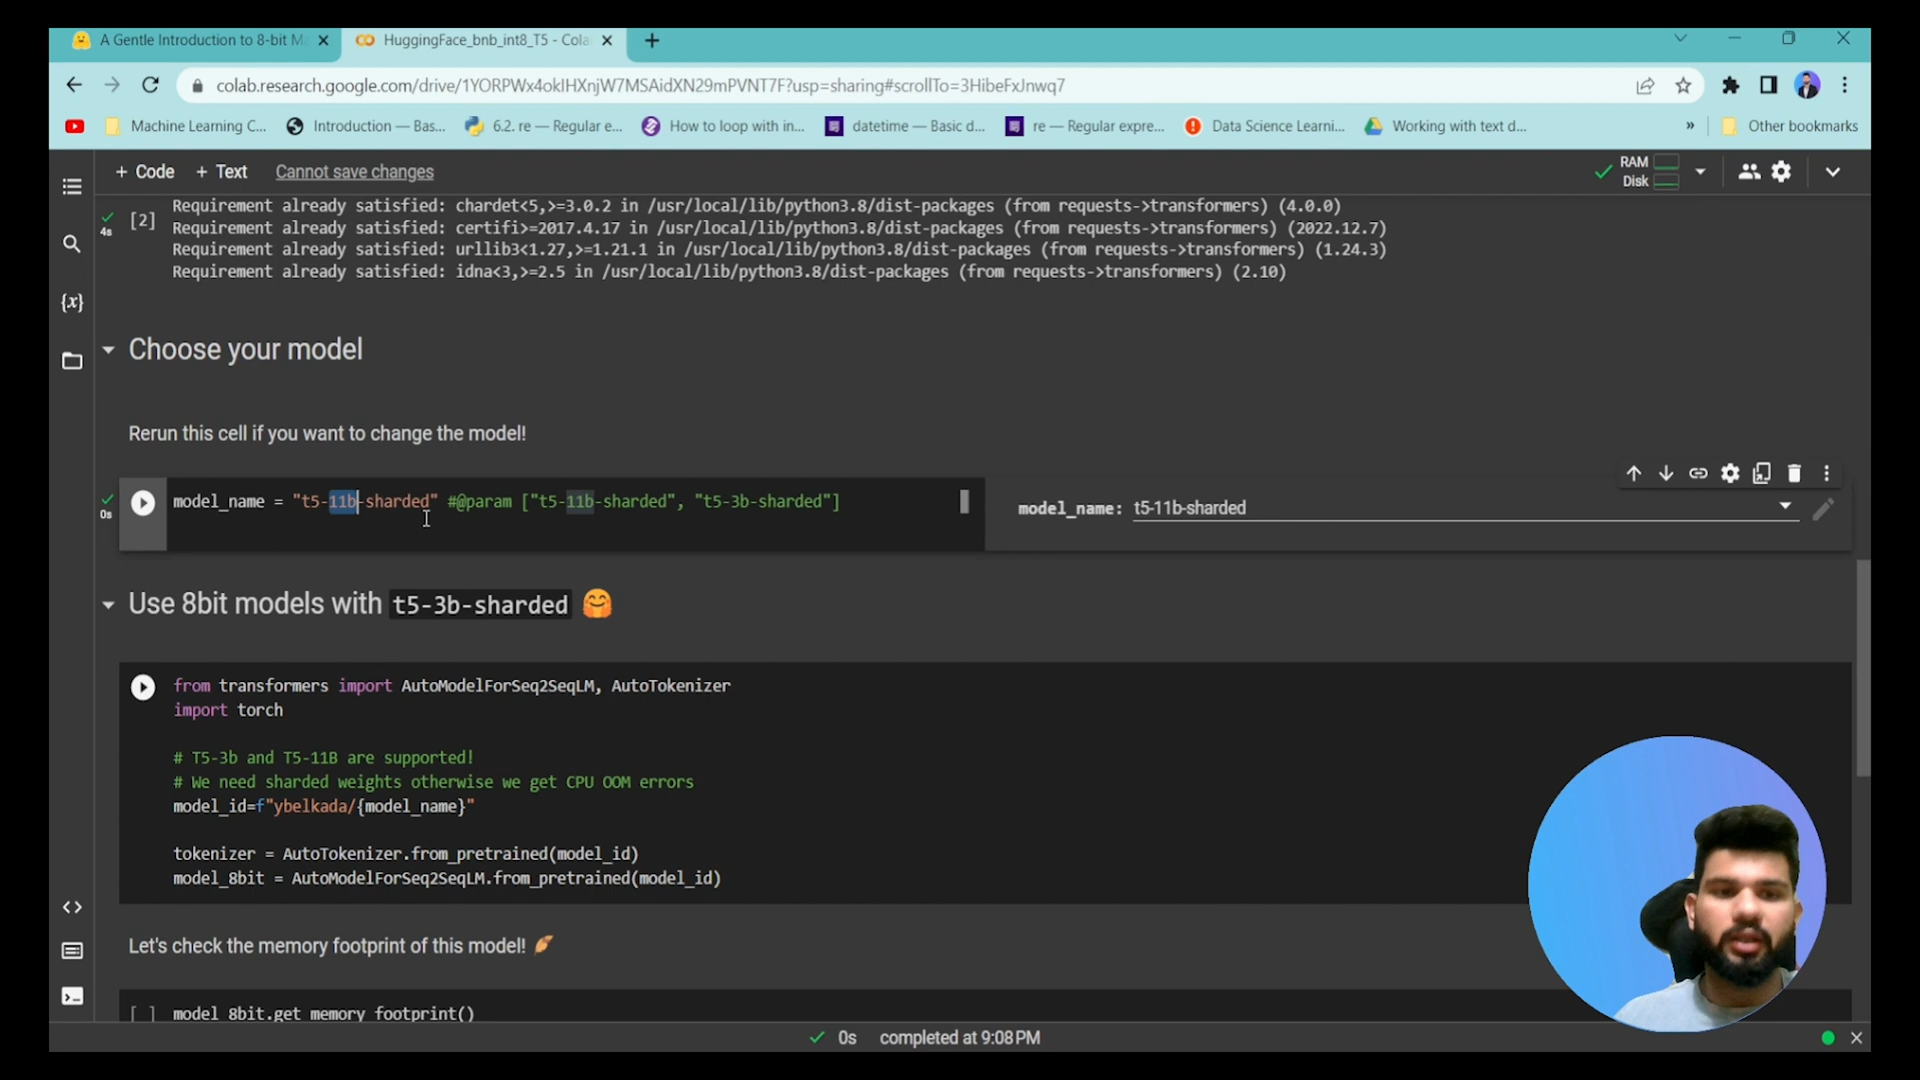 A Gentle Introduction to 8-bit M
HuggingFace_bnb_int8_T5 - Cola
colab.research.google.com/drive/1YORPWx4oklHXnjW7MSAidXN29mPVNT7F?usp=sharing#scrollTo=3HibeFxJnwq7
Machine Learning C...
Introduction — Bas...
6.2. re — Regular e...
How to loop with in...
datetime — Basic d...
re — Regular expre...
Data Science Learni...
Working with text d...
»
Other bookmarks
+ Code + Text Cannot save changes
RAM
Disk
[2]
4s
Requirement already satisfied: chardet<5,>=3.0.2 in /usr/local/lib/python3.8/dist-packages (from requests->transformers) (4.0.0)
Requirement already satisfied: certifi>=2017.4.17 in /usr/local/lib/python3.8/dist-packages (from requests->transformers) (2022.12.7)
Requirement already satisfied: urllib3<1.27,>=1.21.1 in /usr/local/lib/python3.8/dist-packages (from requests->transformers) (1.24.3)
Requirement already satisfied: idna<3,>=2.5 in /usr/local/lib/python3.8/dist-packages (from requests->transformers) (2.10)
{x}
Choose your model
Rerun this cell if you want to change the model!
0s
model_name = "t5-11b-sharded" #@param ["t5-11b-sharded", "t5-3b-sharded"]
model_name: t5-11b-sharded
Use 8bit models with t5-3b-sharded 🤗
from transformers import AutoModelForSeq2SeqLM, AutoTokenizer
import torch
# T5-3b and T5-11B are supported!
# We need sharded weights otherwise we get CPU OOM errors
model_id=f"ybelkada/{model_name}"
tokenizer = AutoTokenizer.from_pretrained(model_id)
model_8bit = AutoModelForSeq2SeqLM.from_pretrained(model_id)
Let's check the memory footprint of this model!
[ ] model_8bit.get_memory_footprint()
0s completed at 9:08 PM